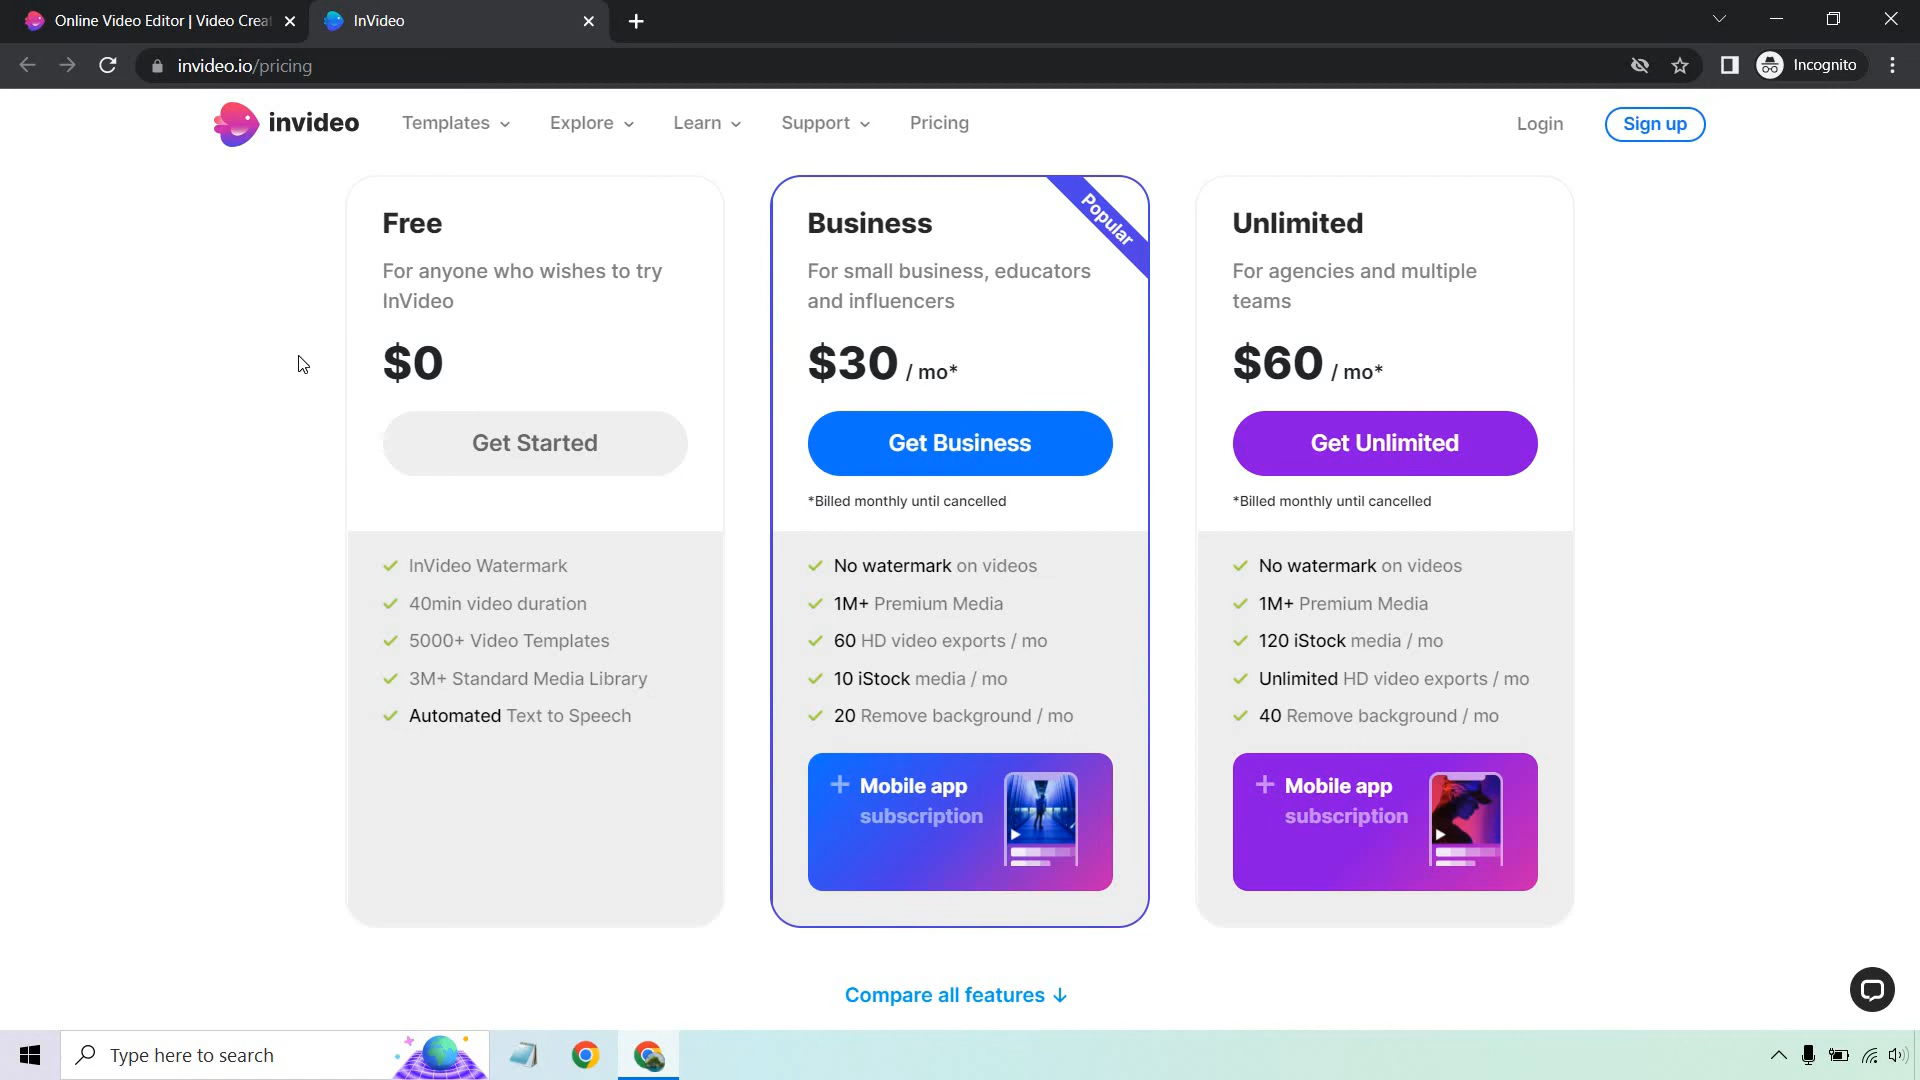 Online Video Editor | Video Crea
InVideo
invideo.io/pricing
Incognito
invideo
Templates
Explore
Learn
Support
Pricing
Login
Sign up
Free
For anyone who wishes to try
InVideo
$0
Get Started
InVideo Watermark
40min video duration
5000+ Video Templates
3M+ Standard Media Library
Automated Text to Speech
Popular
Business
For small business, educators
and influencers
$30 / mo*
Get Business
*Billed monthly until cancelled
No watermark on videos
1M+ Premium Media
60 HD video exports / mo
10 iStock media / mo
20 Remove background / mo
+ Mobile app
subscription
Unlimited
For agencies and multiple
teams
$60 / mo*
Get Unlimited
*Billed monthly until cancelled
No watermark on videos
1M+ Premium Media
120 iStock media / mo
Unlimited HD video exports / mo
40 Remove background / mo
+ Mobile app
subscription
Compare all features ↓
Type here to search